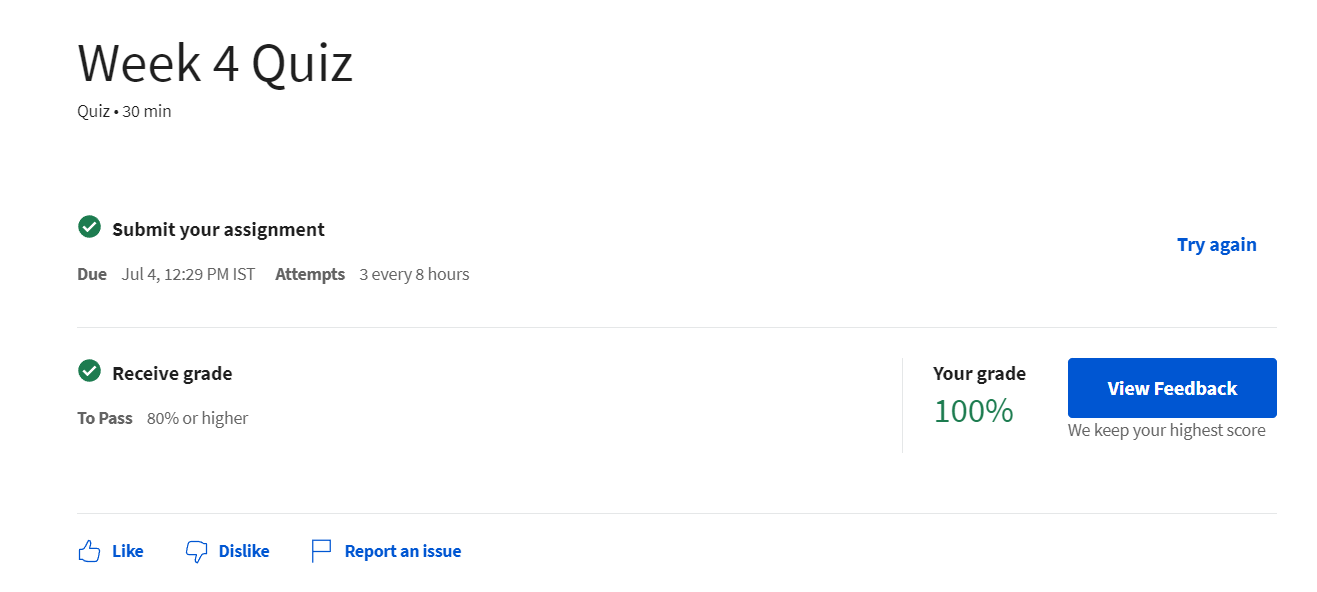 Week 4 Quiz
Quiz • 30 min
Submit your assignment
Try again
Due Jul 4, 12:29 PM IST Attempts 3 every 8 hours
Receive grade
To Pass 80% or higher
Your grade
100%
View Feedback
We keep your highest score
Like Dislike Report an issue